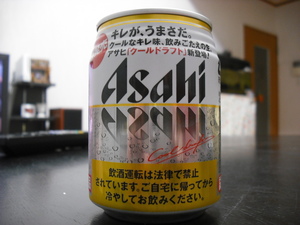 キレが、うまさだ。
クールなキレ味、飲みごたえの生
アサヒ「クールドラフト」新登場!
Asahi
飲酒運転は法律で禁止
されています。ご自宅に帰ってから
冷やしてお飲みください。